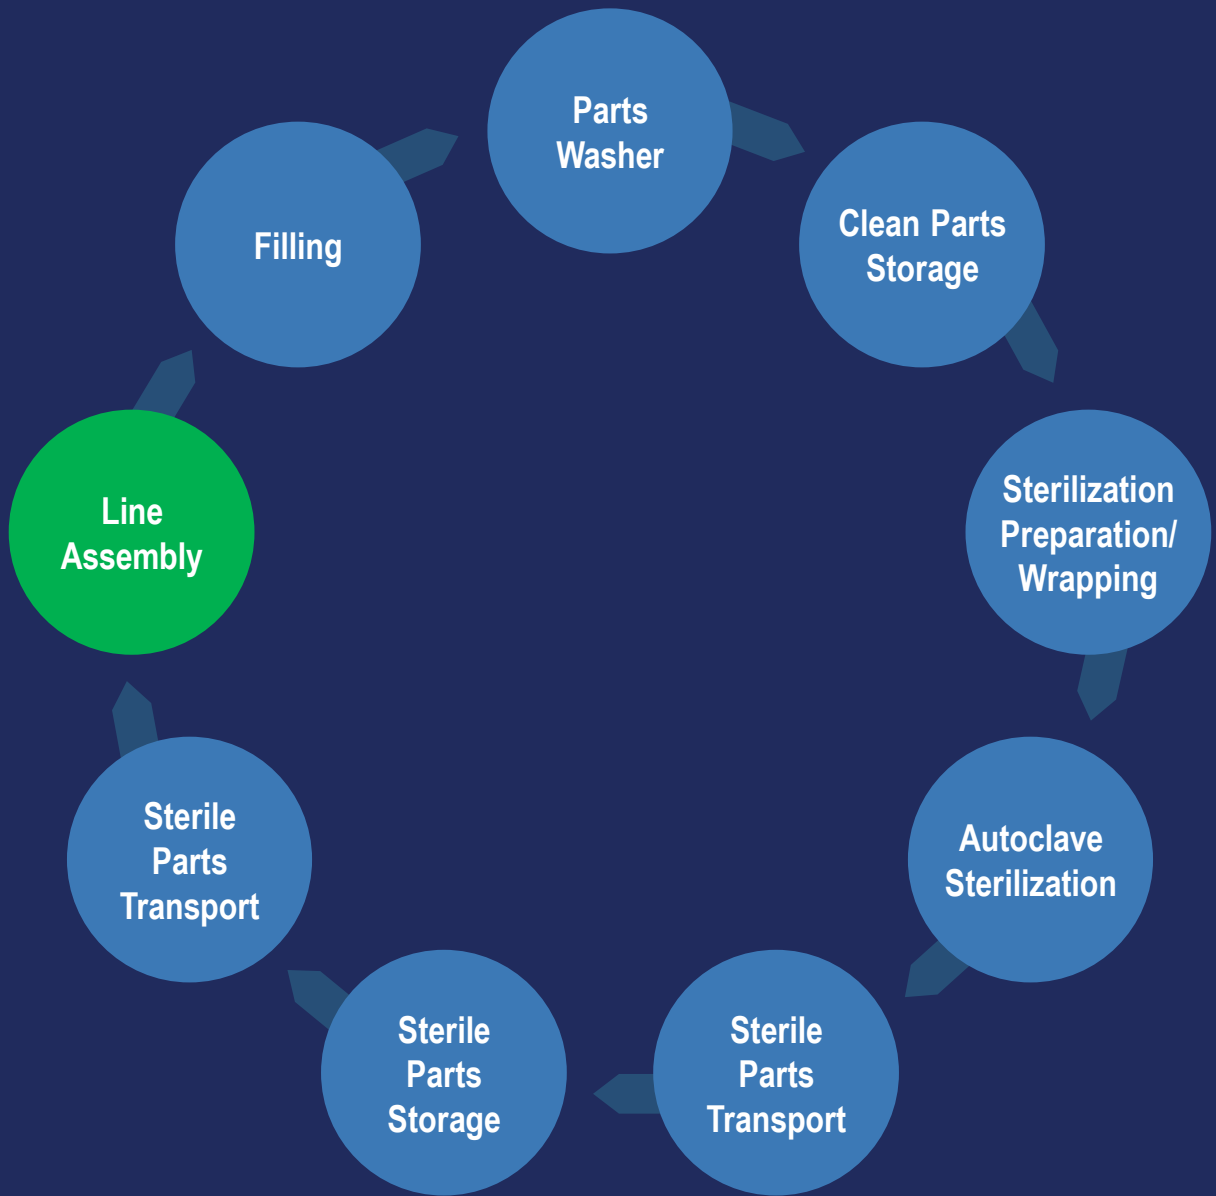 Parts
Washer
Clean Parts
Storage
Sterilization
Preparation/
Wrapping
Autoclave
Sterilization
Sterile
Parts
Transport
Sterile
Parts
Storage
Sterile
Parts
Transport
Line
Assembly
Filling